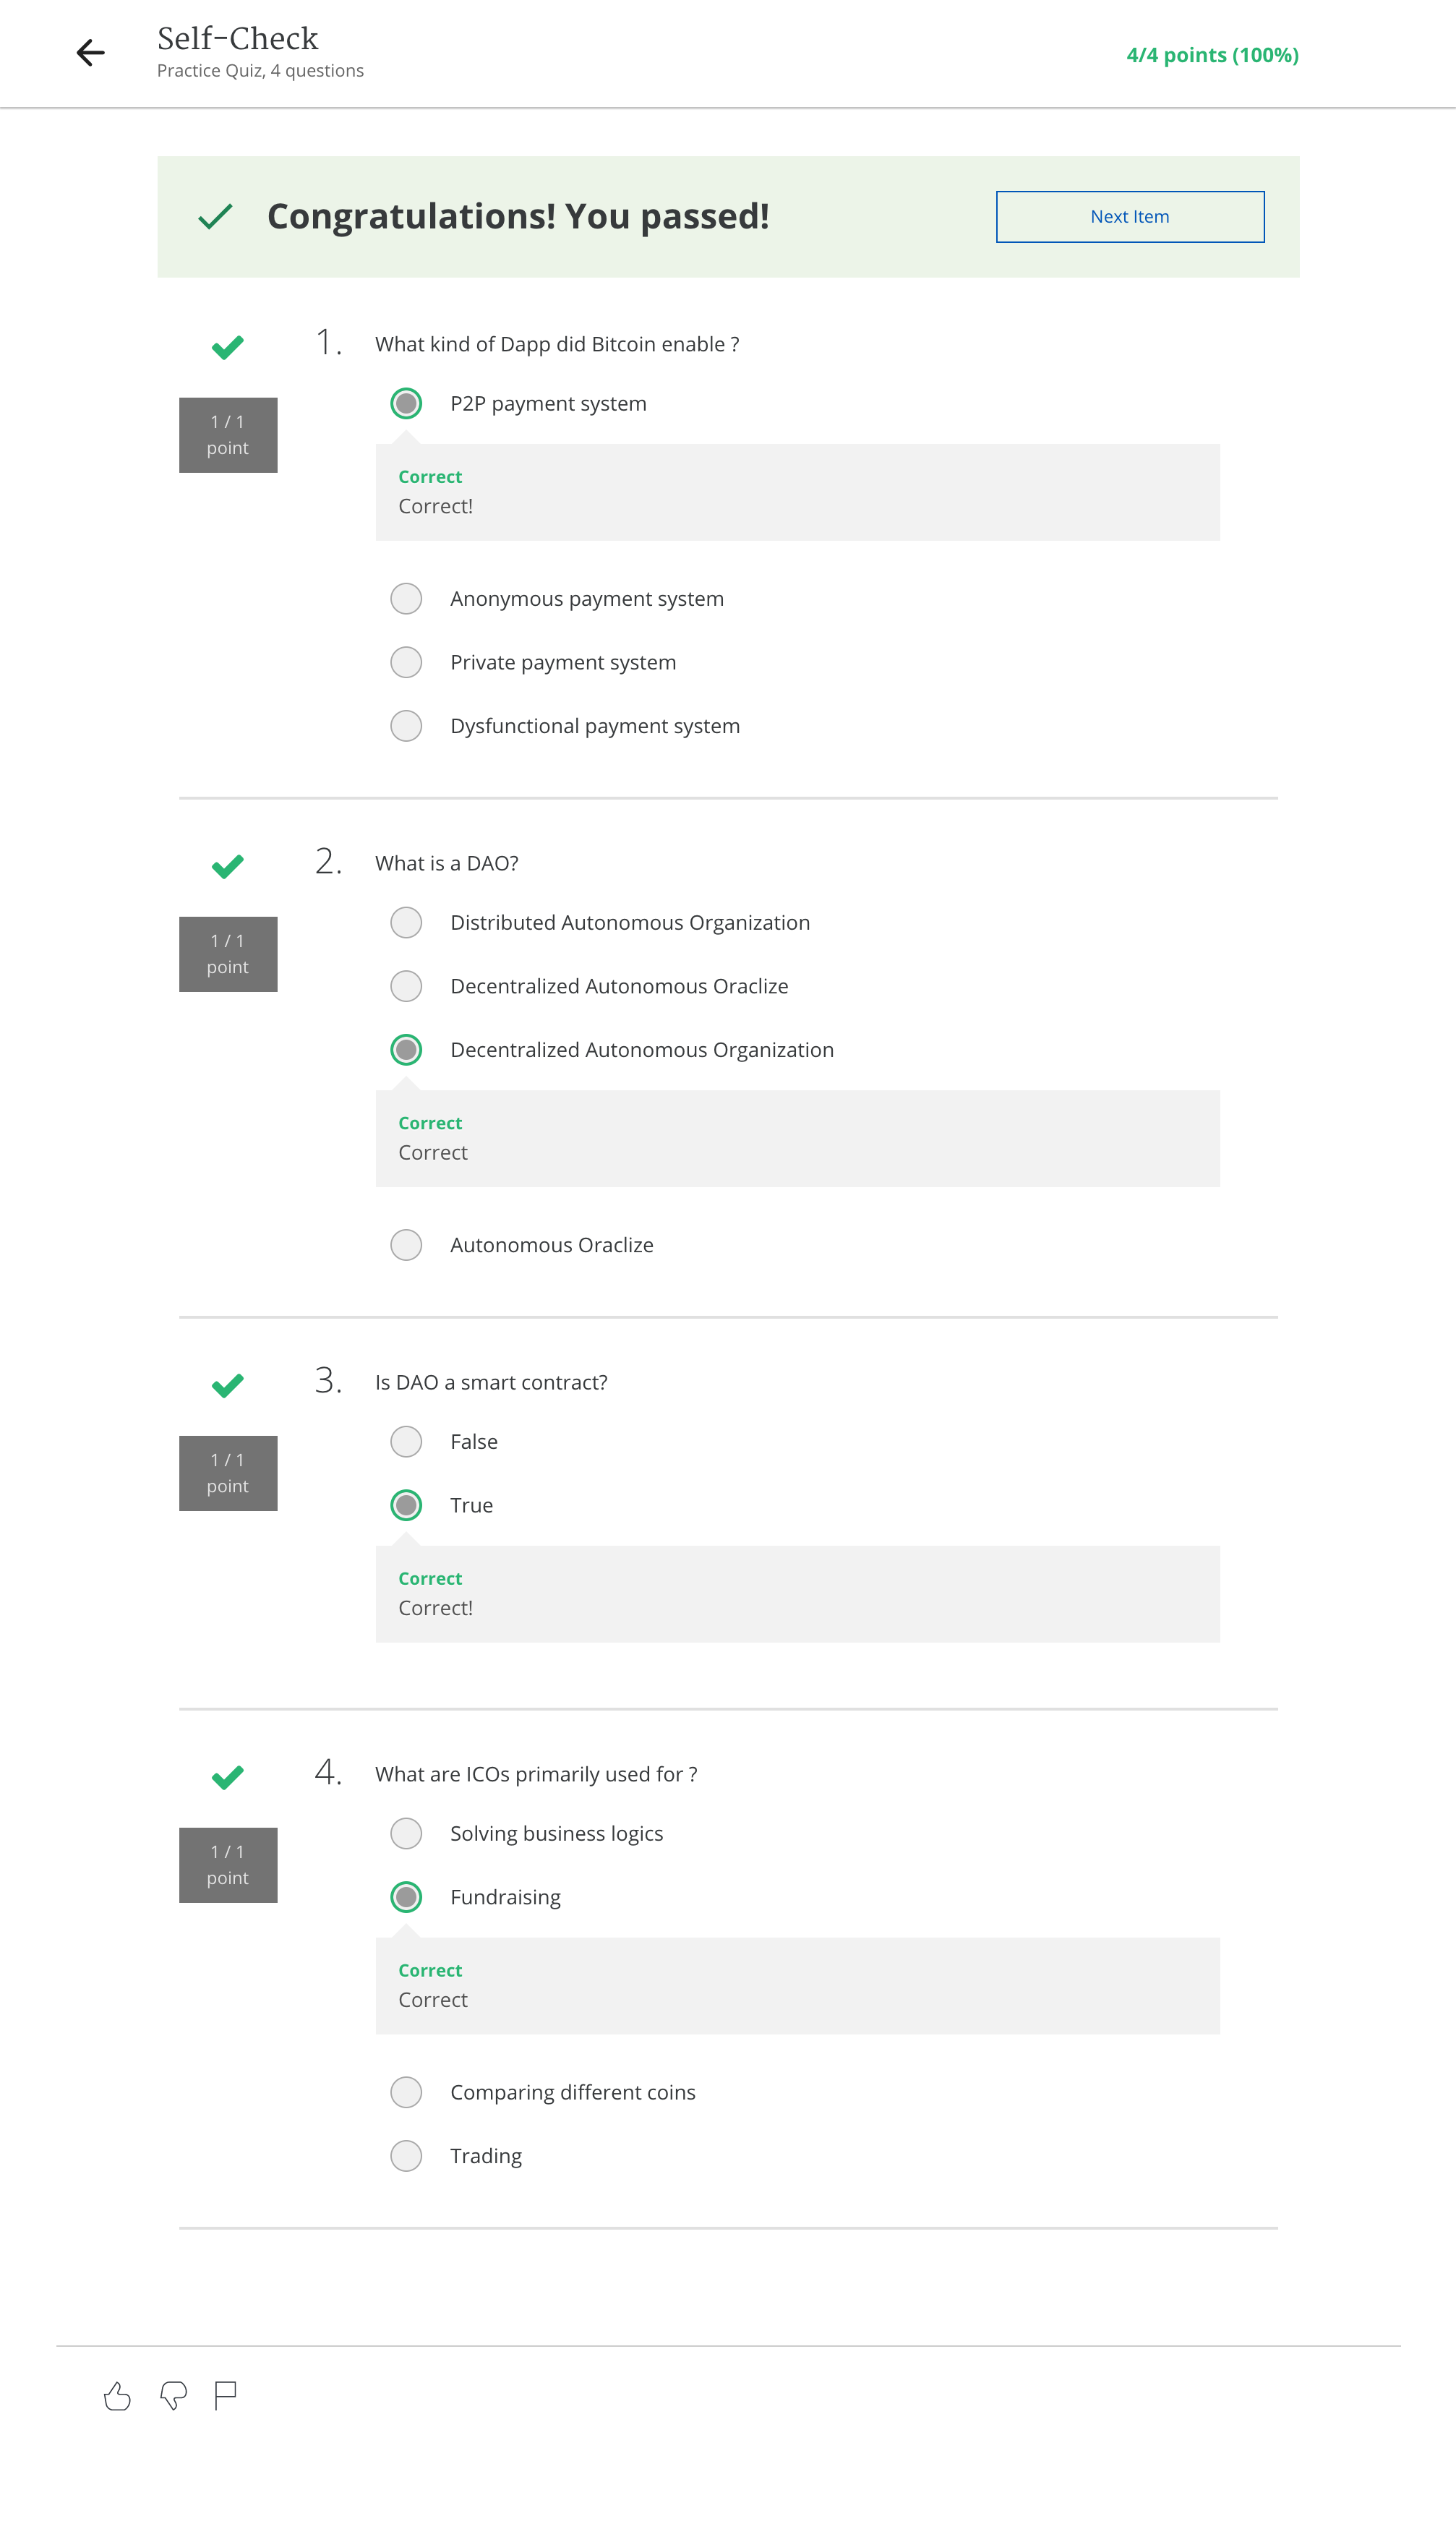 Self-Check
Practice Quiz, 4 questions
4/4 points (100%)
Congratulations! You passed!
Next Item
1.
What kind of Dapp did Bitcoin enable ?
1 / 1
point
P2P payment system
Correct
Correct!
Anonymous payment system
Private payment system
Dysfunctional payment system
2.
What is a DAO?
1 / 1
point
Distributed Autonomous Organization
Decentralized Autonomous Oraclize
Decentralized Autonomous Organization
Correct
Correct
Autonomous Oraclize
3.
Is DAO a smart contract?
1 / 1
point
False
True
Correct
Correct!
4.
What are ICOs primarily used for ?
1 / 1
point
Solving business logics
Fundraising
Correct
Correct
Comparing different coins
Trading